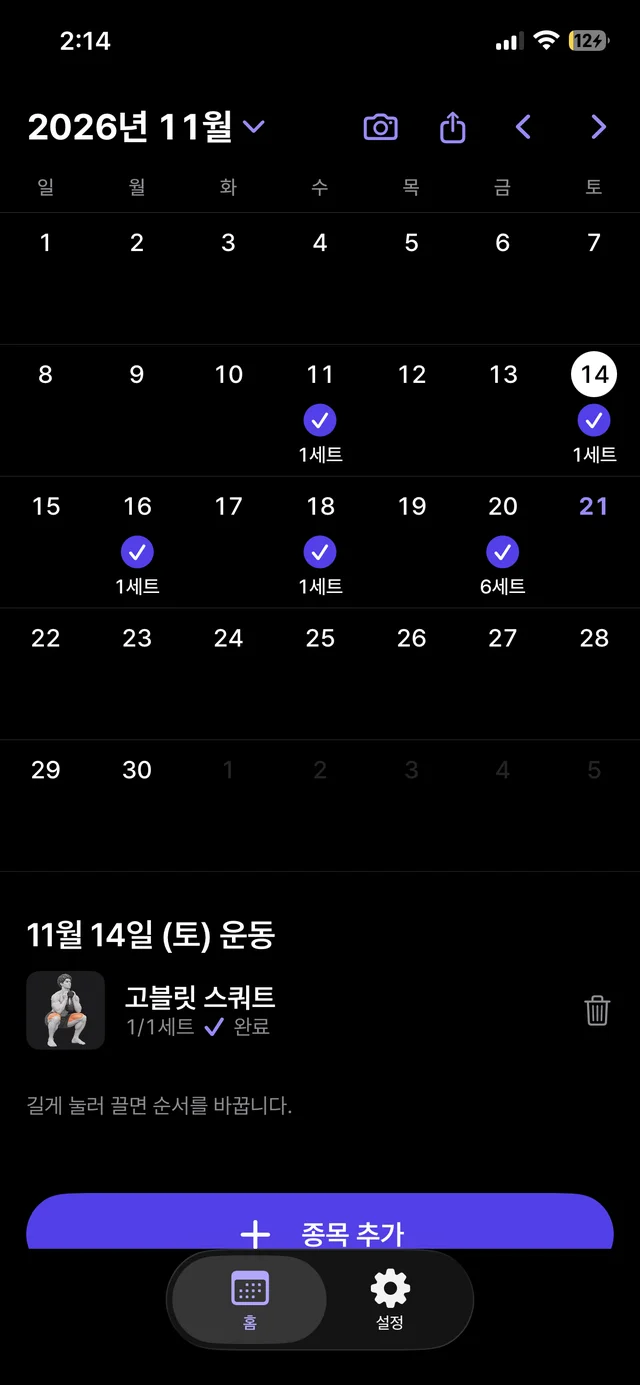 2:14
12
2026년 11월
일 월 화 수 목 금 토
1 2 3 4 5 6 7
8 9 10 11 12 13 14
1세트 1세트
15 16 17 18 19 20 21
1세트 1세트 6세트
22 23 24 25 26 27 28
29 30 1 2 3 4 5
11월 14일 (토) 운동
고블릿 스쿼트
1/1세트 완료
길게 눌러 끌면 순서를 바꿉니다.
종목 추가
홈 설정